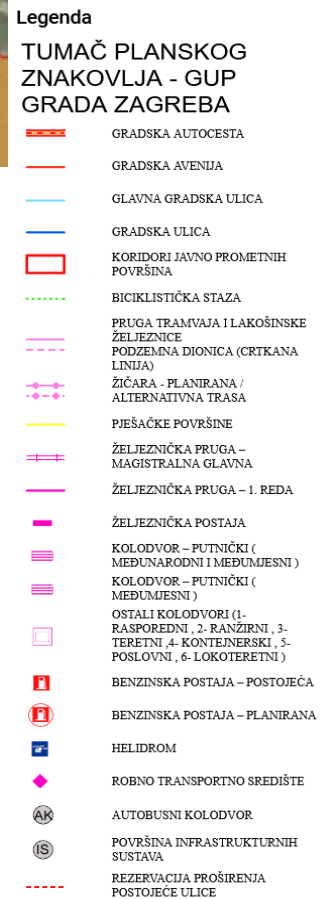 Legenda
TUMAČ PLANSKOG
ZNAKOVLJA - GUP
GRADA ZAGREBA
GRADSKA AUTOCESTA
GRADSKA AVENIJA
GLAVNA GRADSKA ULICA
GRADSKA ULICA
KORIDORI JAVNO PROMETNIH
POVRŠINA
BICIKLISTIČKA STAZA
PRUGA TRAMVAJA I LAKOŠINSKE
ŽELJEZNICE
PODZEMNA DIONICA (CRTKANA
LINIJA)
ŽIČARA - PLANIRANA /
ALTERNATIVNA TRASA
PJEŠAČKE POVRŠINE
ŽELJEZNIČKA PRUGA –
MAGISTRALNA GLAVNA
ŽELJEZNIČKA PRUGA – 1. REDA
ŽELJEZNIČKA POSTAJA
KOLODVOR – PUTNIČKI (
MEĐUNARODNI I MEĐUMJESNI )
KOLODVOR – PUTNIČKI (
MEĐUMJESNI )
OSTALI KOLODVORI (1-
RASPOREDNI , 2- RANŽIRNI , 3-
TERETNI ,4- KONTEJNERSKI , 5-
POSLOVNI , 6- LOKOTERETNI )
BENZINSKA POSTAJA – POSTOJEĆA
BENZINSKA POSTAJA – PLANIRANA
HELIDROM
ROBNO TRANSPORTNO SREDIŠTE
AK AUTOBUSNI KOLODVOR
IS POVRŠINA INFRASTRUKTURNIH
SUSTAVA
REZERVACIJA PROŠIRENJA
POSTOJEĆE ULICE